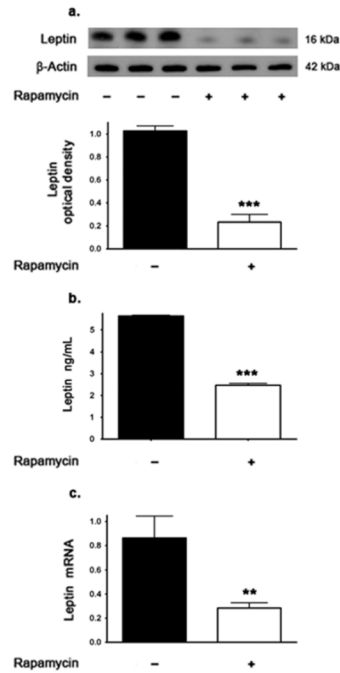 a.
Leptin 16 kDa
β-Actin 42 kDa
Rapamycin – – – + + +
1.0
0.8
0.6
0.4
0.2
0.0
Leptin
optical density
***
Rapamycin – +
b.
5
4
3
2
1
0
Leptin ng/mL
***
Rapamycin – +
c.
1.0
0.8
0.6
0.4
0.2
0.0
Leptin mRNA
**
Rapamycin – +